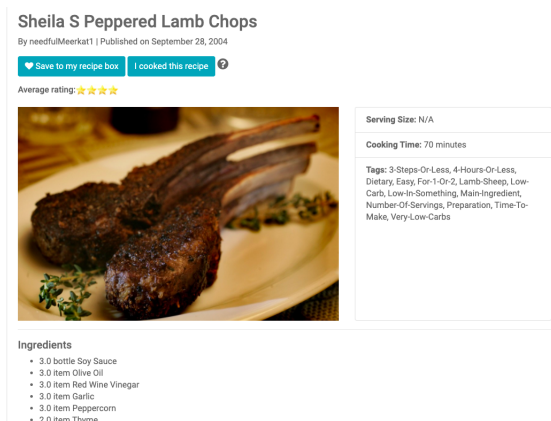 Sheila S Peppered Lamb Chops
By needfulMeerkat1 | Published on September 28, 2004
Save to my recipe box
I cooked this recipe
?
Average rating:
Serving Size: N/A
Cooking Time: 70 minutes
Tags: 3-Steps-Or-Less, 4-Hours-Or-Less,
Dietary, Easy, For-1-Or-2, Lamb-Sheep, Low-
Carb, Low-In-Something, Main-Ingredient,
Number-Of-Servings, Preparation, Time-To-
Make, Very-Low-Carbs
Ingredients
3.0 bottle Soy Sauce
3.0 item Olive Oil
3.0 item Red Wine Vinegar
3.0 item Garlic
3.0 item Peppercorn
2.0 item Thyme